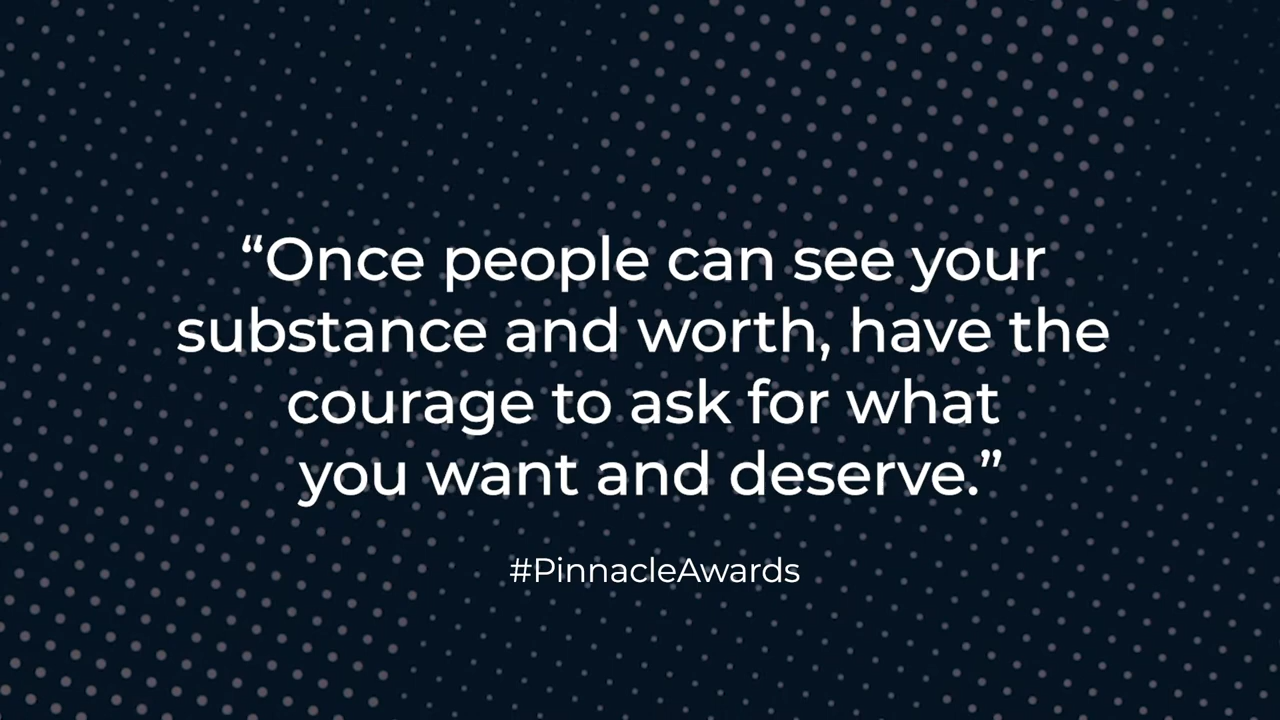 “Once people can see your
substance and worth, have the
courage to ask for what
you want and deserve.”
#PinnacleAwards